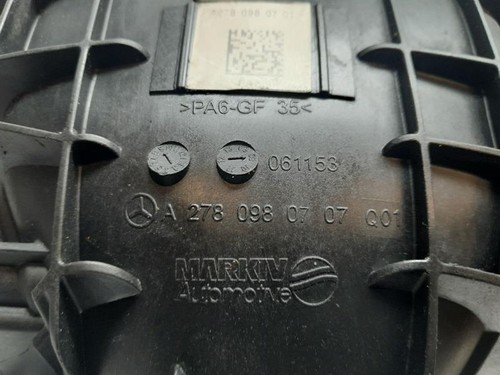 >PA6-GF 35<
061153
A 278 098 07 07 Q01
MARKIV
Automotive